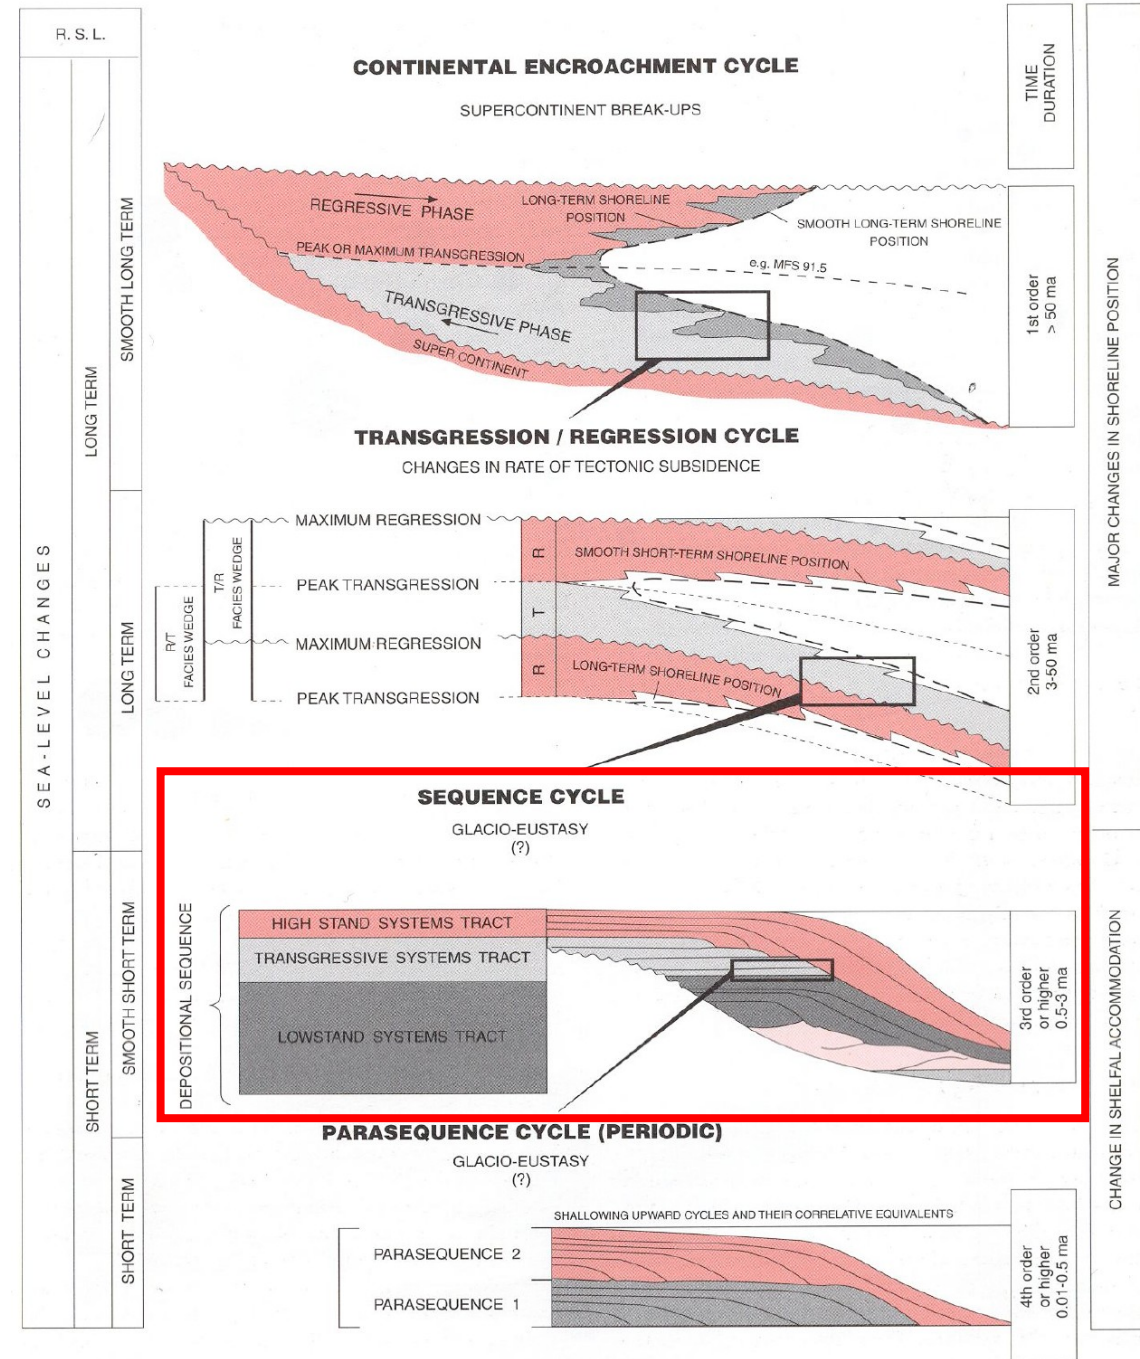 R. S. L.
SEA-LEVEL CHANGES
LONG TERM
SHORT TERM
SMOOTH LONG TERM
LONG TERM
SMOOTH SHORT TERM
SHORT TERM
TIME
DURATION
MAJOR CHANGES IN SHORELINE POSITION
CHANGE IN SHELFAL ACCOMMODATION
CONTINENTAL ENCROACHMENT CYCLE
SUPERCONTINENT BREAK-UPS
REGRESSIVE PHASE
LONG-TERM SHORELINE
POSITION
SMOOTH LONG-TERM SHORELINE
POSITION
PEAK OR MAXIMUM TRANSGRESSION
e.g. MFS 91.5
TRANSGRESSIVE PHASE
SUPER CONTINENT
1st order
> 50 ma
TRANSGRESSION / REGRESSION CYCLE
CHANGES IN RATE OF TECTONIC SUBSIDENCE
R/T
FACIES WEDGE
T/R
FACIES WEDGE
MAXIMUM REGRESSION
PEAK TRANSGRESSION
MAXIMUM REGRESSION
PEAK TRANSGRESSION
R
T
R
SMOOTH SHORT-TERM SHORELINE POSITION
LONG-TERM SHORELINE POSITION
2nd order
3-50 ma
SEQUENCE CYCLE
GLACIO-EUSTASY
(?)
DEPOSITIONAL SEQUENCE
HIGH STAND SYSTEMS TRACT
TRANSGRESSIVE SYSTEMS TRACT
LOWSTAND SYSTEMS TRACT
3rd order
or higher
0.5-3 ma
PARASEQUENCE CYCLE (PERIODIC)
GLACIO-EUSTASY
(?)
SHALLOWING UPWARD CYCLES AND THEIR CORRELATIVE EQUIVALENTS
PARASEQUENCE 2
PARASEQUENCE 1
4th order
or higher
0.01-0.5 ma